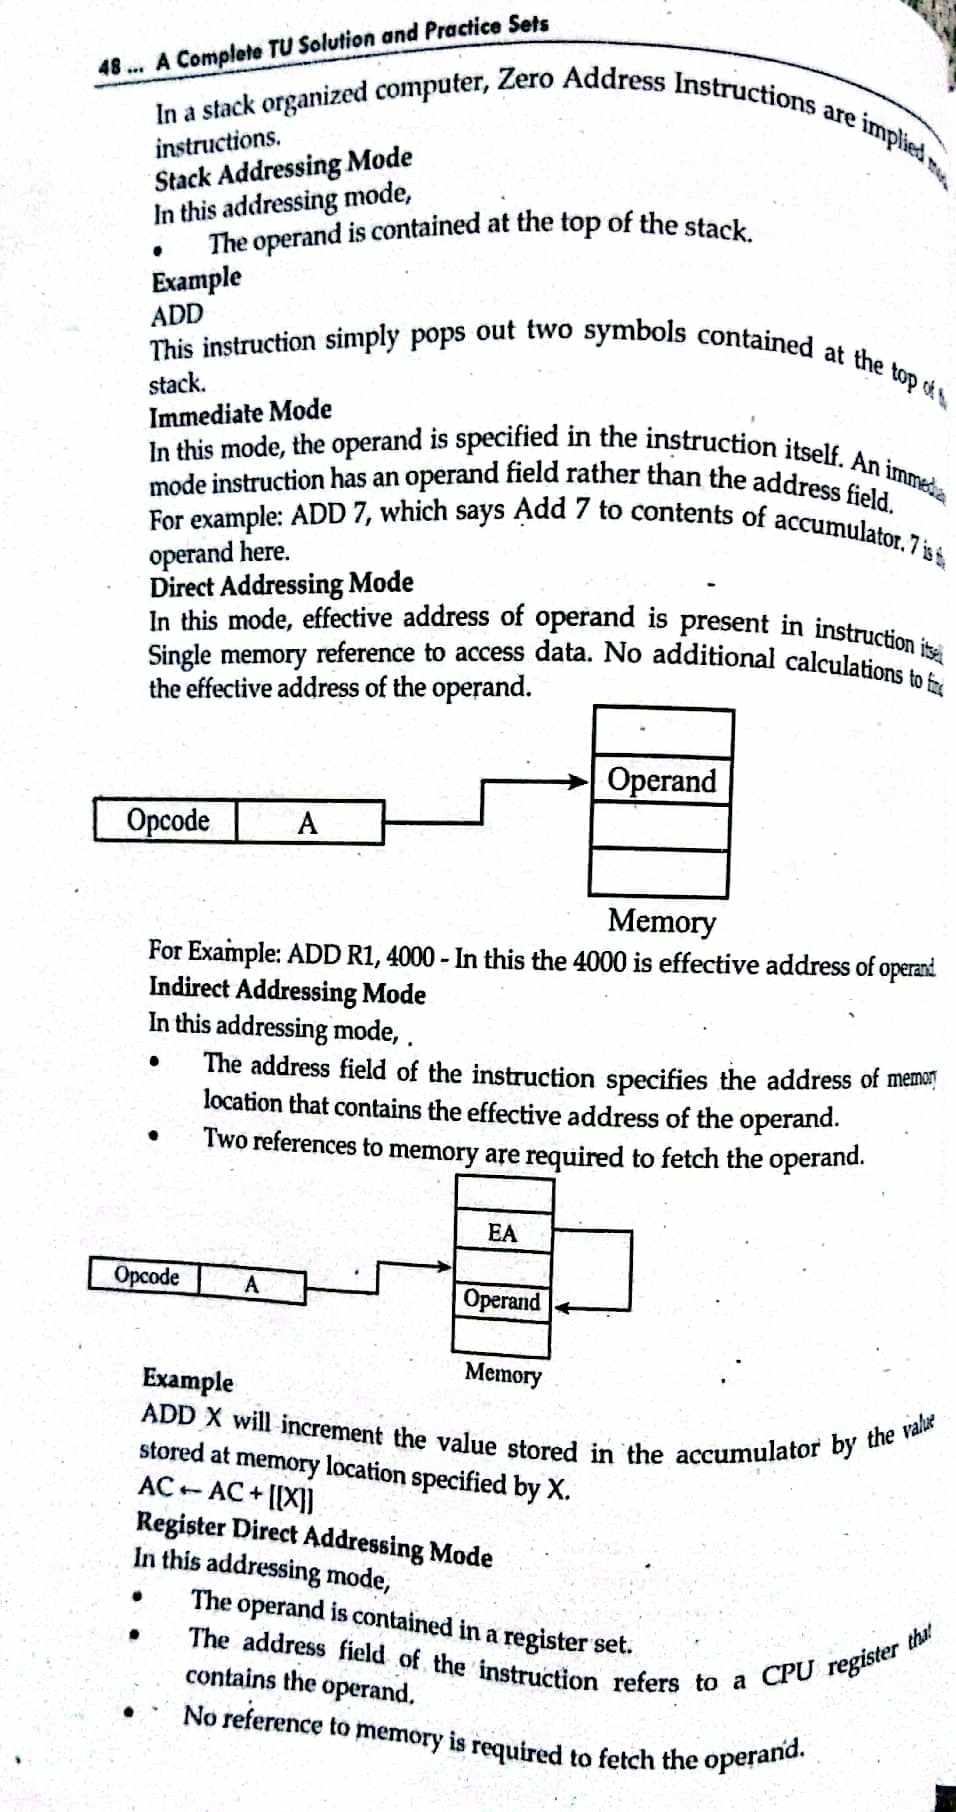 48 ... A Complete TU Solution and Practice Sets
In a stack organized computer, Zero Address Instructions are implied
instructions.
Stack Addressing Mode
In this addressing mode,
• The operand is contained at the top of the stack.
Example
ADD
This instruction simply pops out two symbols contained at the top of
stack.
Immediate Mode
In this mode, the operand is specified in the instruction itself. An
mode instruction has an operand field rather than the address field.
For example: ADD 7, which says Add 7 to contents of accumulator. 7 is
operand here.
Direct Addressing Mode
In this mode, effective address of operand is present in instruction
Single memory reference to access data. No additional calculations to
the effective address of the operand.
Operand
Opcode A
Memory
For Example: ADD R1, 4000 - In this the 4000 is effective address of operand
Indirect Addressing Mode
In this addressing mode,
• The address field of the instruction specifies the address of memory
location that contains the effective address of the operand.
• Two references to memory are required to fetch the operand.
EA
Opcode A
Operand
Memory
Example
ADD X will increment the value stored in the accumulator by the value
stored at memory location specified by X.
AC ← AC + [[X]]
Register Direct Addressing Mode
In this addressing mode,
• The operand is contained in a register set.
• The address field of the instruction refers to a CPU register that
contains the operand.
• No reference to memory is required to fetch the operand.